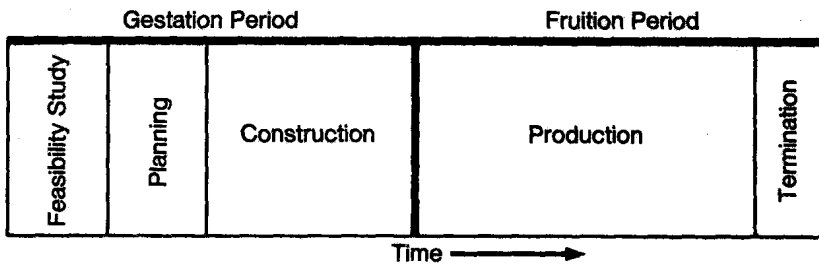 Gestation Period
Fruition Period
Feasibility Study
Planning
Construction
Production
Termination
Time